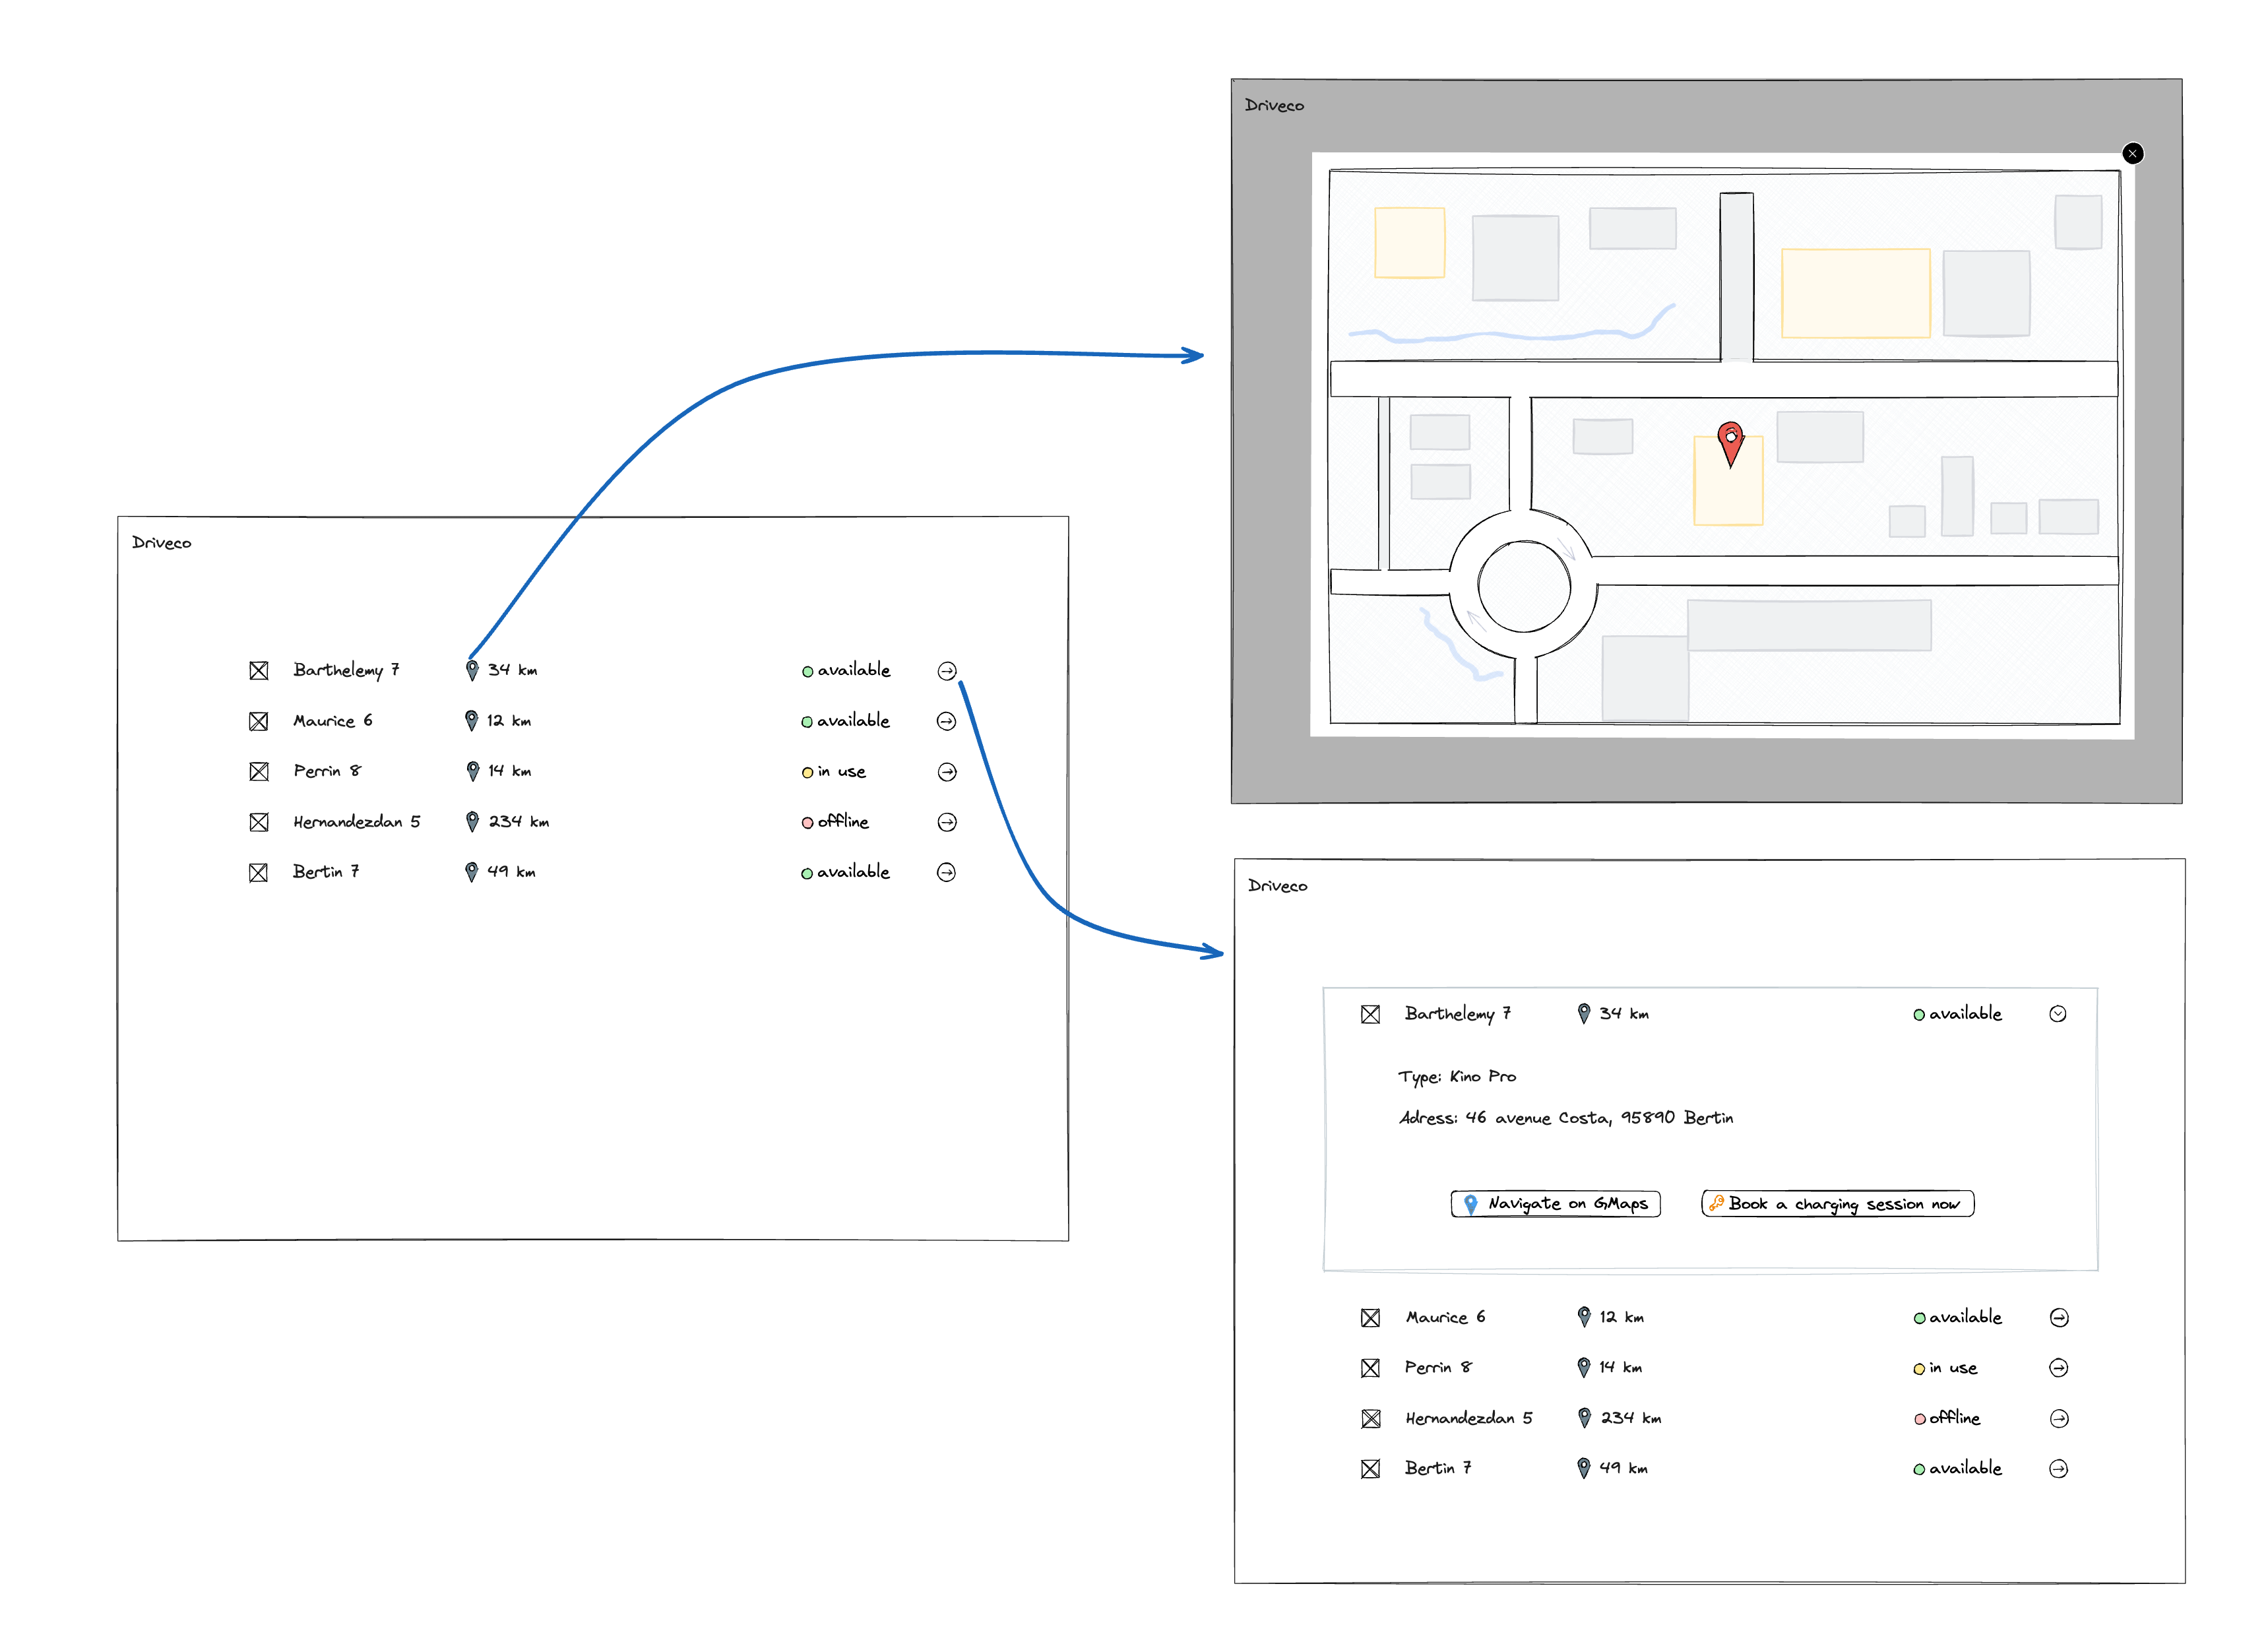 Driveco
Barthelemy 7 34 km available
Maurice 6 12 km available
Perrin 8 14 km in use
Hernandezdan 5 234 km offline
Bertin 7 49 km available
Driveco
Driveco
Barthelemy 7 34 km available
Type: Kino Pro
Adress: 46 avenue Costa, 95890 Bertin
Navigate on GMaps Book a charging session now
Maurice 6 12 km available
Perrin 8 14 km in use
Hernandezdan 5 234 km offline
Bertin 7 49 km available